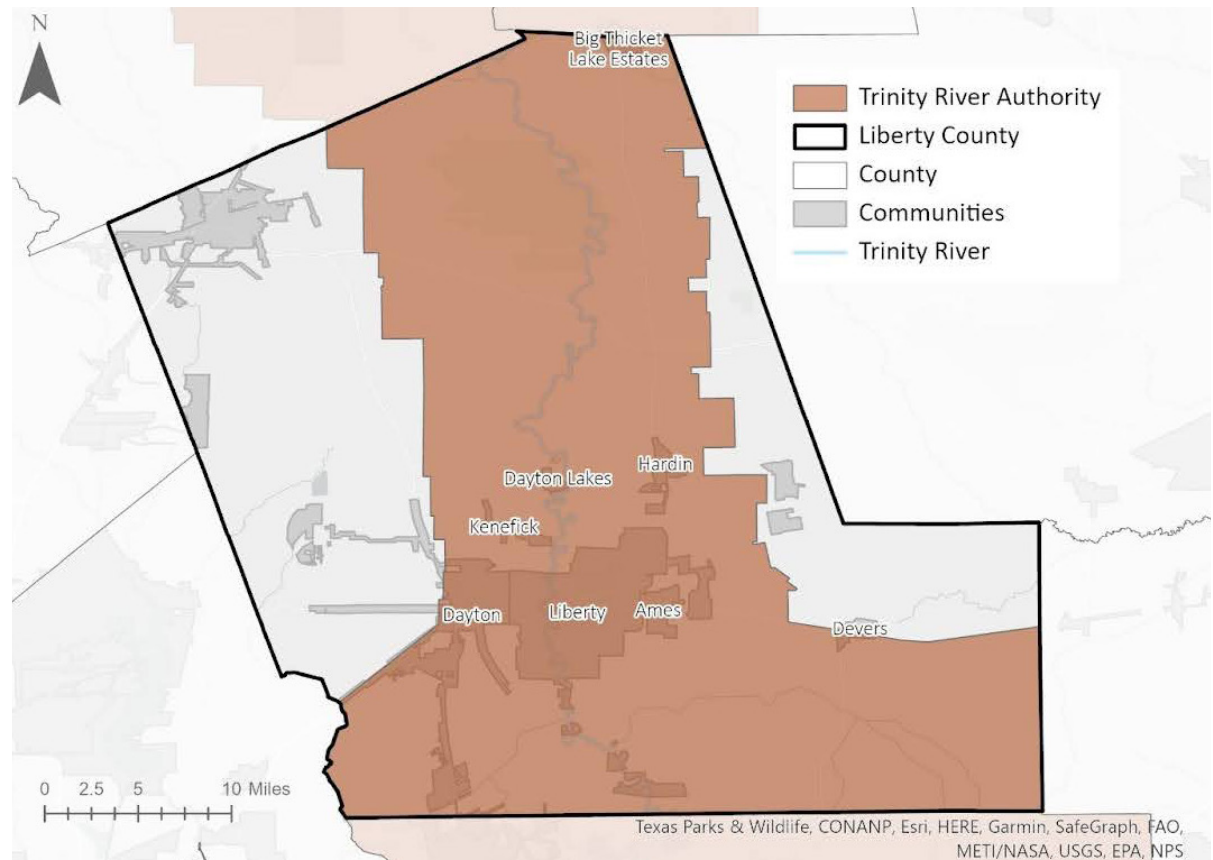 N
Big Thicket
Lake Estates
Trinity River Authority
Liberty County
County
Communities
Trinity River
Dayton Lakes
Hardin
Kenefick
Dayton
Liberty
Ames
Devers
0 2.5 5 10 Miles
Texas Parks & Wildlife, CONANP, Esri, HERE, Garmin, SafeGraph, FAO,
METI/NASA, USGS, EPA, NPS